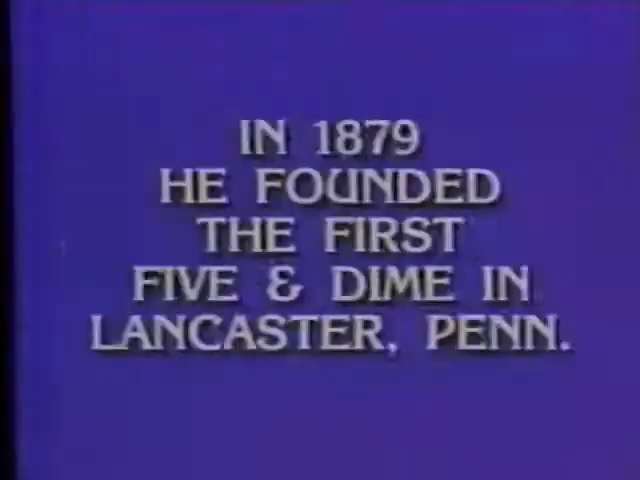 IN 1879
HE FOUNDED
THE FIRST
FIVE & DIME IN
LANCASTER, PENN.